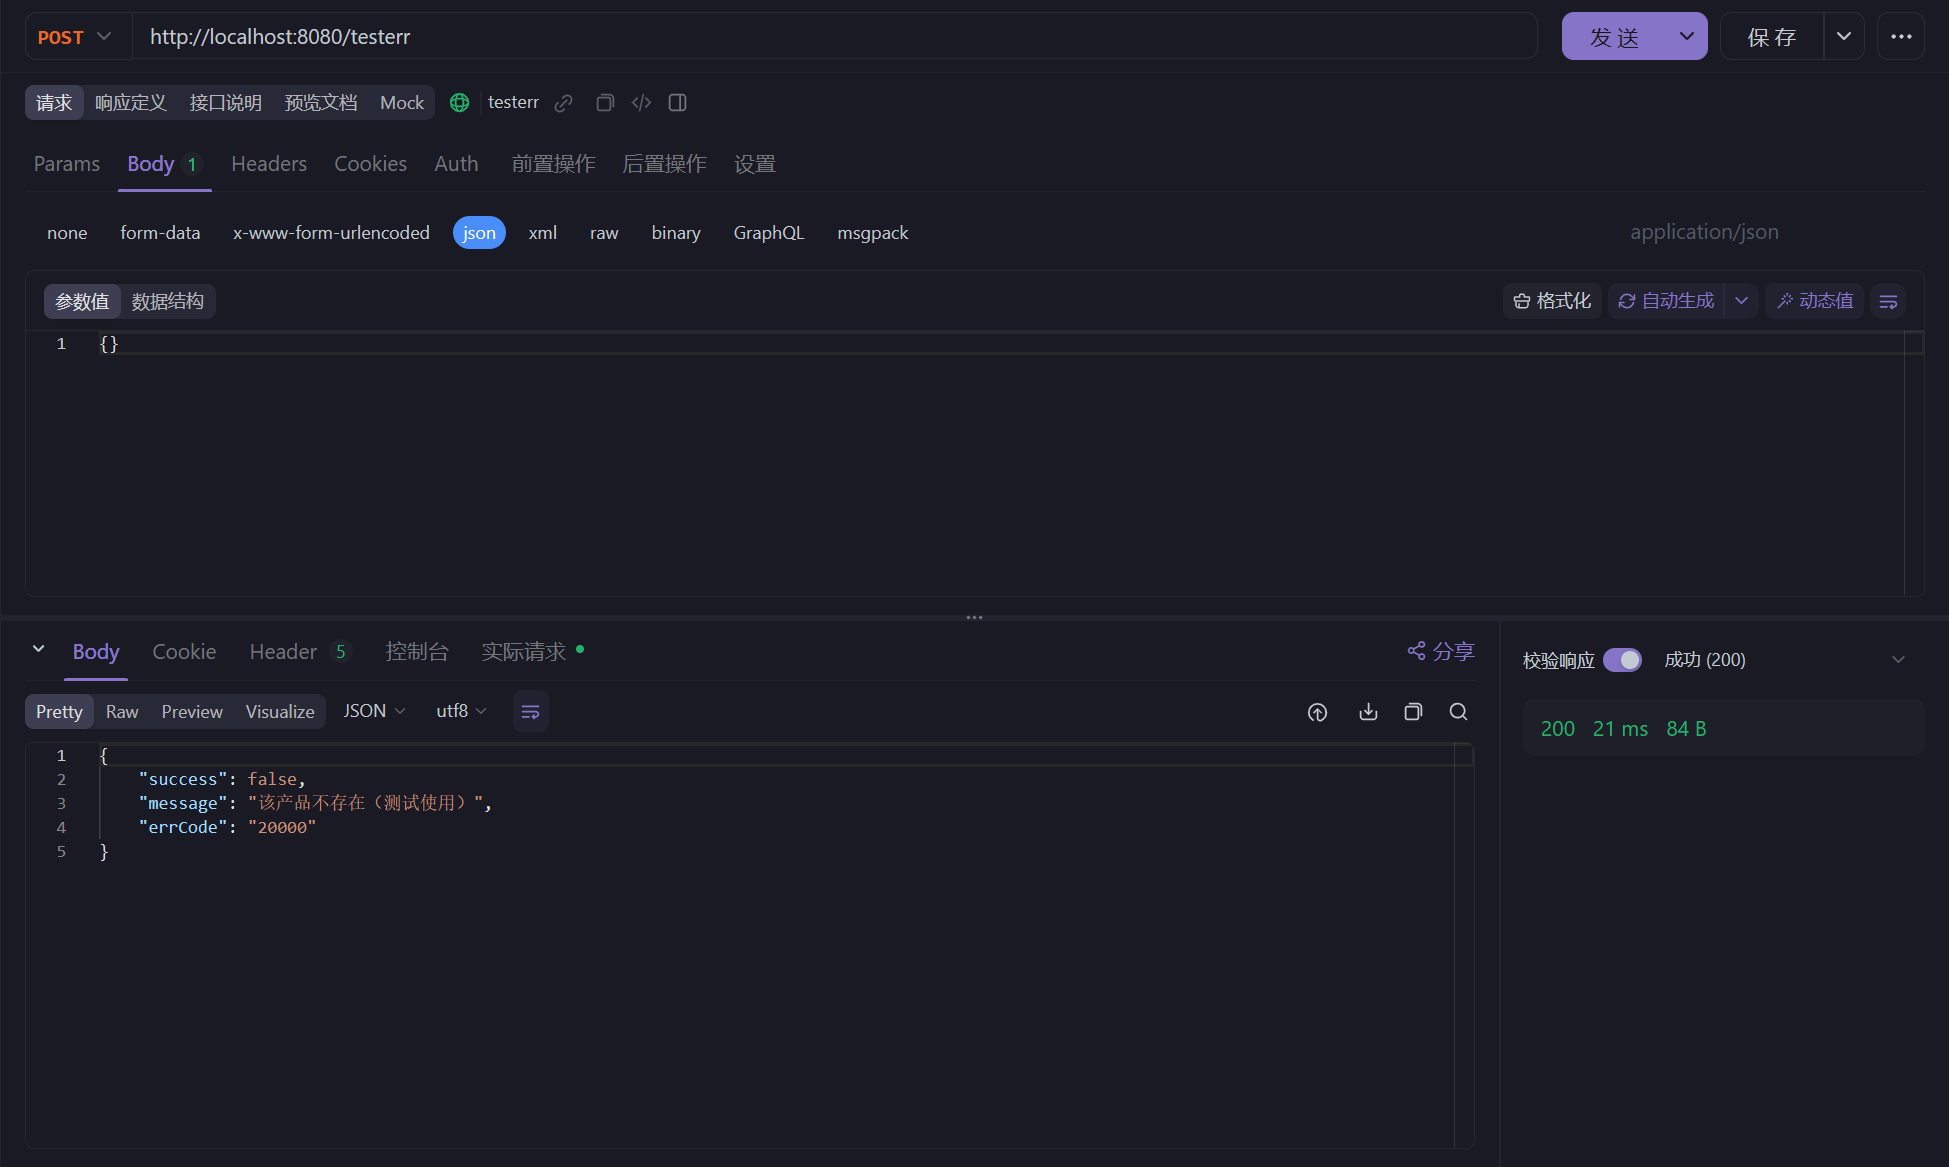 POST http://localhost:8080/testerr 发 送 保 存
请求 响应定义 接口说明 预览文档 Mock testerr
Params Body 1 Headers Cookies Auth 前置操作 后置操作 设置
none form-data x-www-form-urlencoded json xml raw binary GraphQL msgpack application/json
参数值 数据结构 格式化 自动生成 动态值
1 {}
Body Cookie Header 5 控制台 实际请求 分享 校验响应 成功 (200)
Pretty Raw Preview Visualize JSON utf8
200 21 ms 84 B
1 {
2 "success": false,
3 "message": "该产品不存在（测试使用）",
4 "errCode": "20000"
5 }